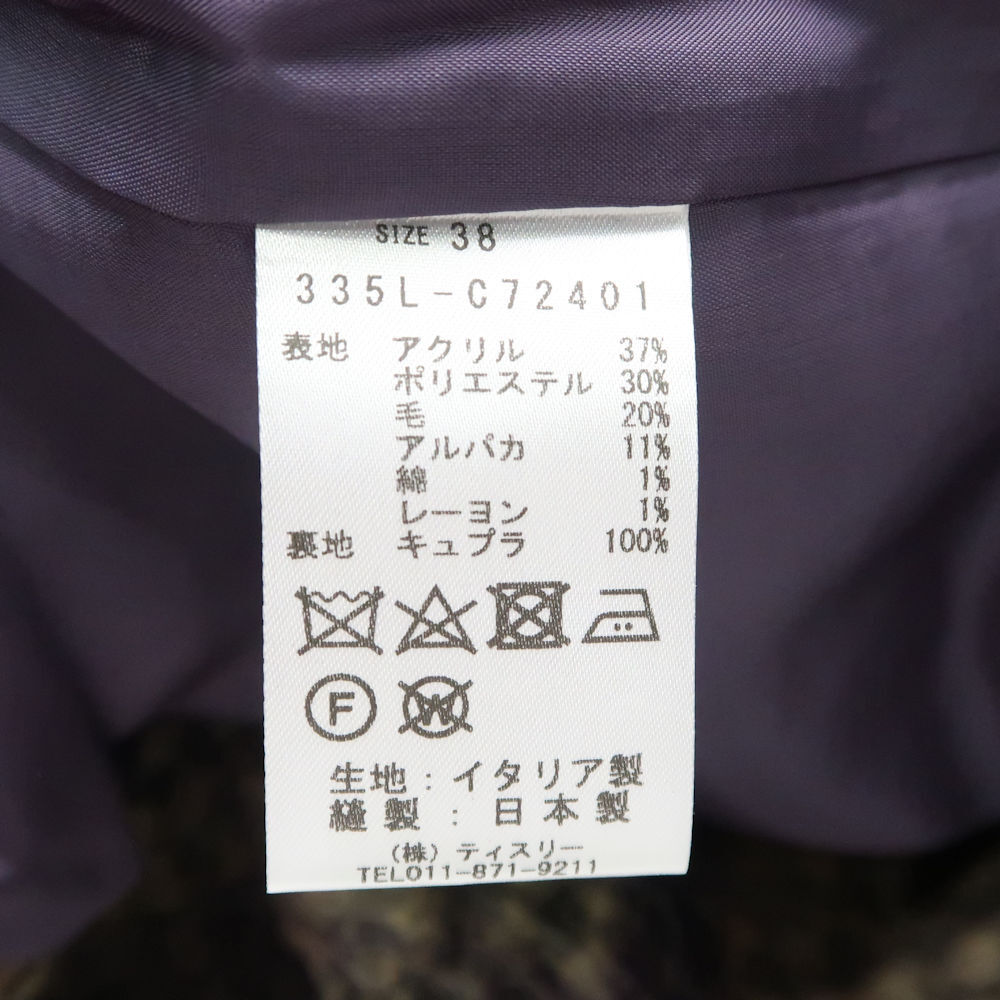 SIZE 38
335L-C72401
表地 アクリル 37%
ポリエステル 30%
毛 20%
アルパカ 11%
綿 1%
レーヨン 1%
裏地 キュプラ 100%
F W
生地：イタリア製
縫製：日本製
（株）ティスリー
TEL011-871-9211